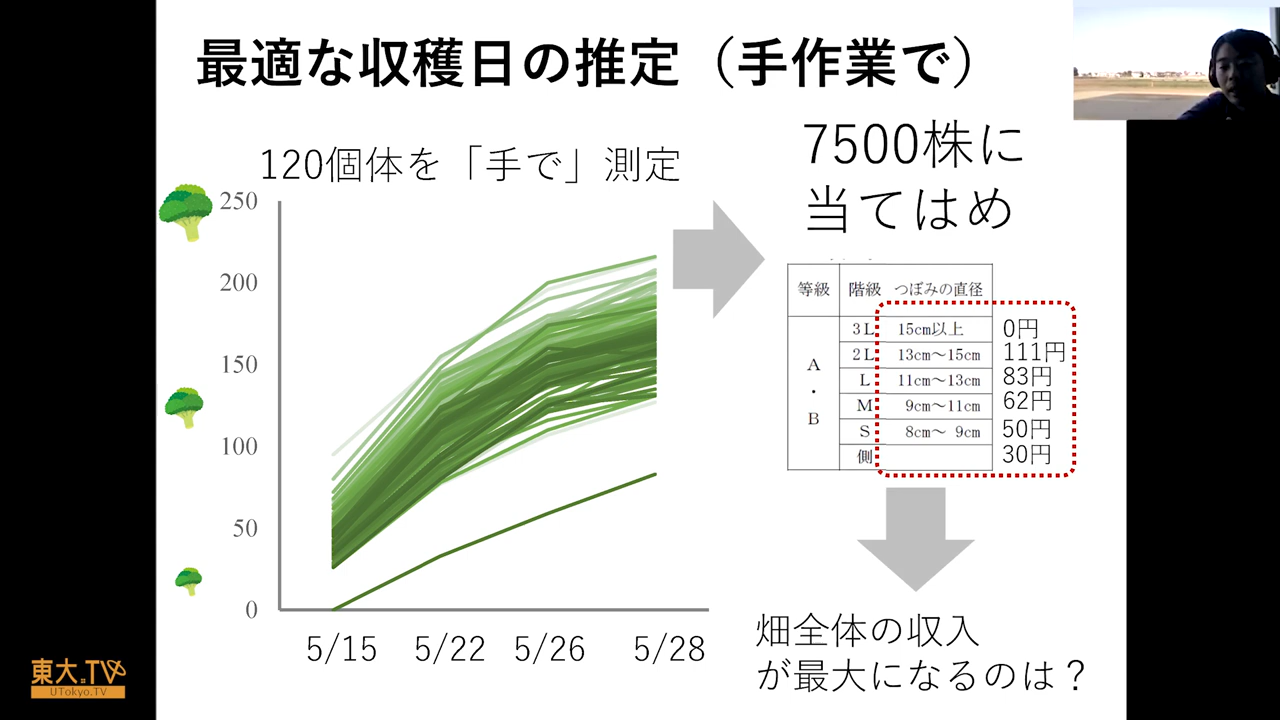 最適な収穫日の推定（手作業で）
120個体を「手で」測定
250
200
150
100
50
0
5/15 5/22 5/26 5/28
7500株に
当てはめ
等級 階級 つぼみの直径
A・B
3L 15cm以上 0円
2L 13cm～15cm 111円
L 11cm～13cm 83円
M 9cm～11cm 62円
S 8cm～ 9cm 50円
側 30円
畑全体の収入
が最大になるのは？
東大.TV
UTokyo.TV